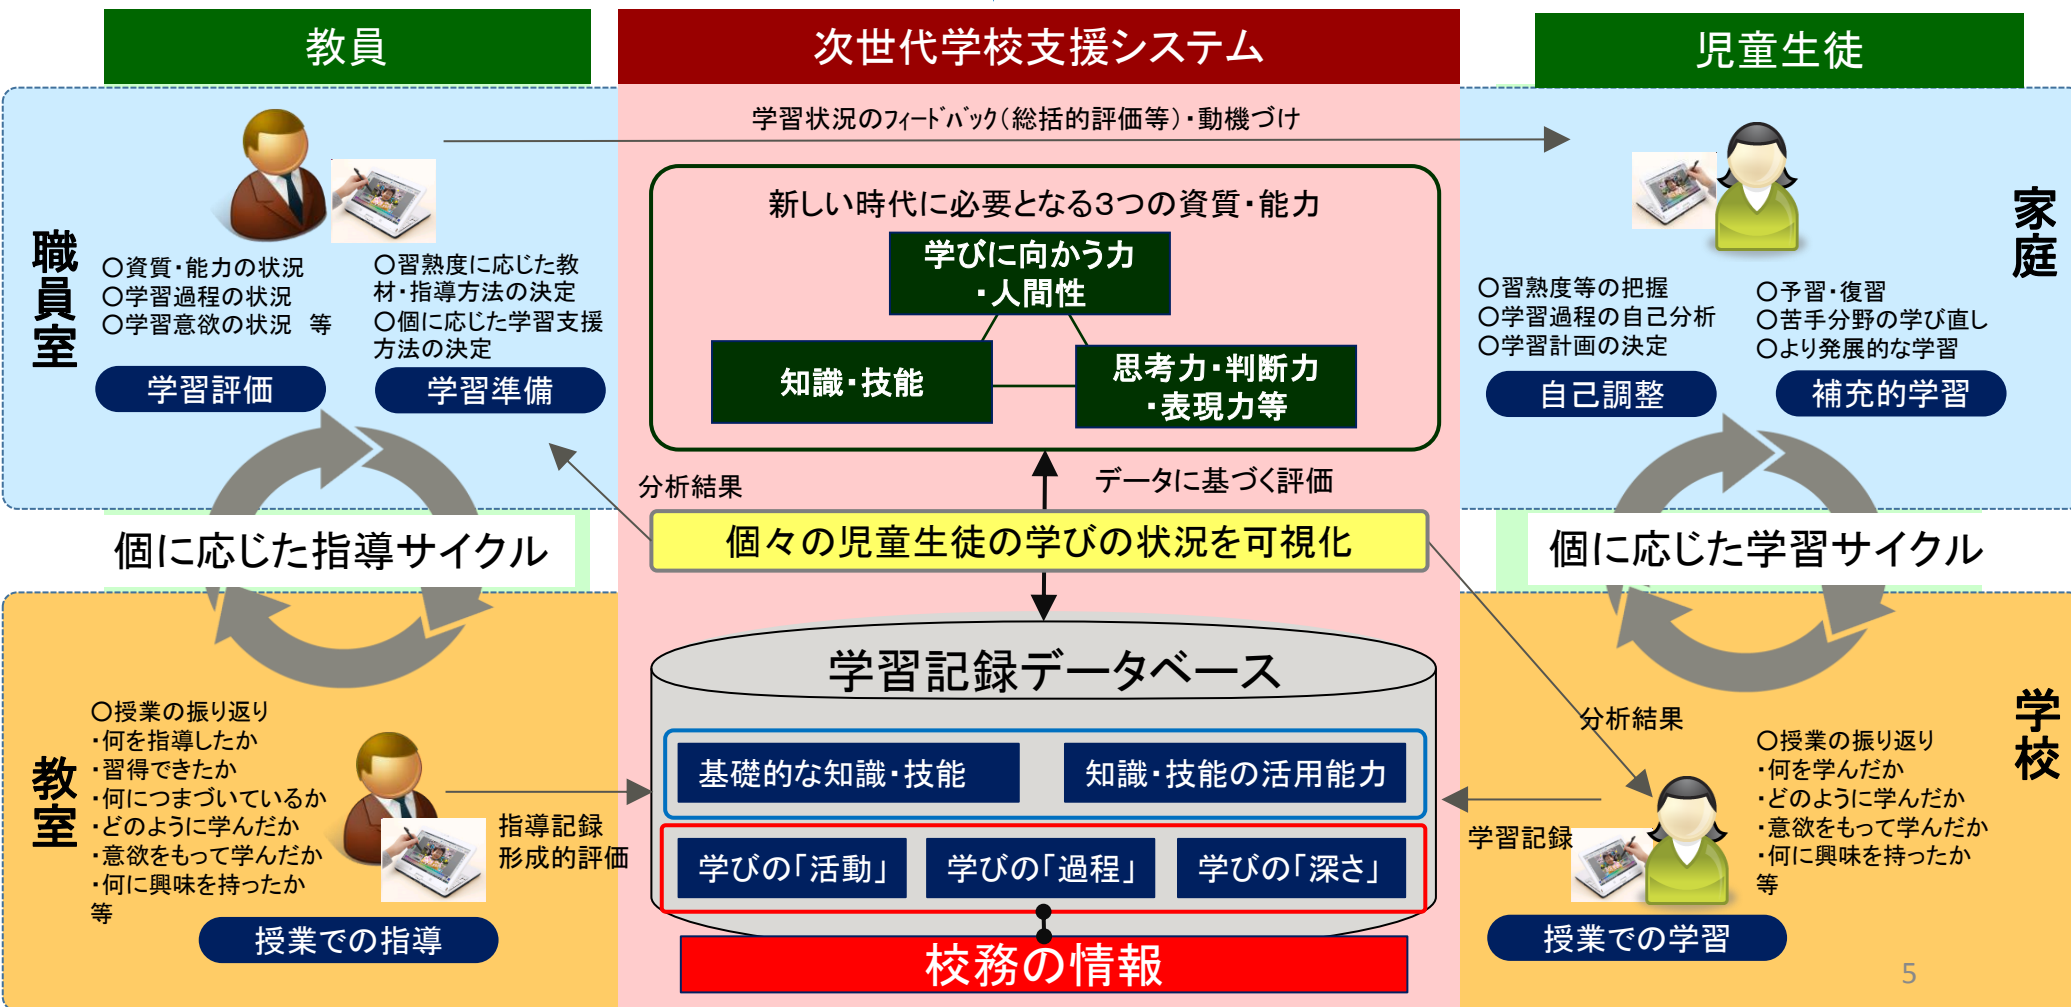 教員
次世代学校支援システム
児童生徒
学習状況のフィードバック（総括的評価等）・動機づけ
職員室
○資質・能力の状況
○学習過程の状況
○学習意欲の状況　等
○習熟度に応じた教
材・指導方法の決定
○個に応じた学習支援
方法の決定
学習評価
学習準備
新しい時代に必要となる3つの資質・能力
学びに向かう力
・人間性
知識・技能
思考力・判断力
・表現力等
家庭
○習熟度等の把握
○学習過程の自己分析
○学習計画の決定
○予習・復習
○苦手分野の学び直し
○より発展的な学習
自己調整
補充的学習
分析結果
データに基づく評価
個に応じた指導サイクル
個々の児童生徒の学びの状況を可視化
個に応じた学習サイクル
教室
○授業の振り返り
・何を指導したか
・習得できたか
・何につまづいているか
・どのように学んだか
・意欲をもって学んだか
・何に興味を持ったか
等
授業での指導
指導記録
形成的評価
学習記録データベース
基礎的な知識・技能
知識・技能の活用能力
学びの「活動」
学びの「過程」
学びの「深さ」
校務の情報
分析結果
学習記録
学校
○授業の振り返り
・何を学んだか
・どのように学んだか
・意欲をもって学んだか
・何に興味を持ったか
等
授業での学習
5